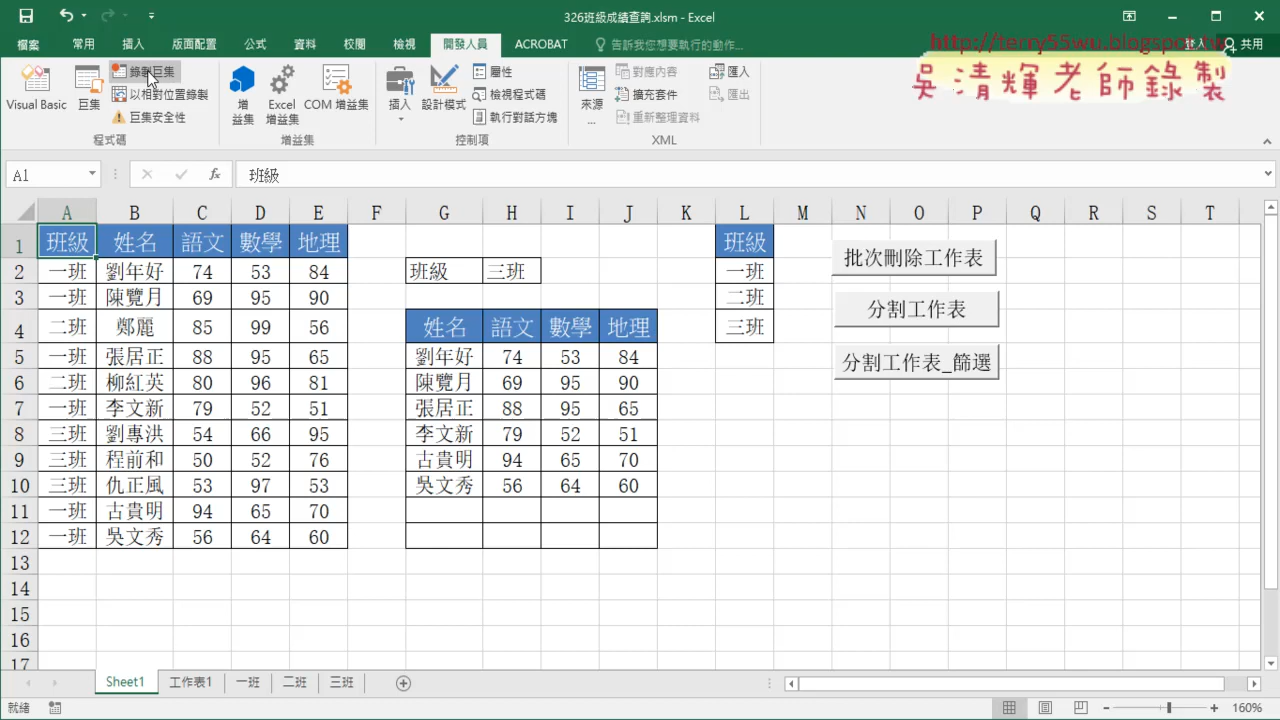 326班級成績查詢.xlsm - Excel
檔案 常用 插入 版面配置 公式 資料 校閱 檢視 開發人員 ACROBAT 告訴我您想要執行的動作... 共用
http://terry55wu.blogspot.tw
吳清輝老師錄製
Visual Basic 巨集 錄製巨集 以相對位置錄製 巨集安全性
增益集 Excel 增益集 COM 增益集
插入 設計模式 屬性 檢視程式碼 執行對話方塊
來源... 對應內容 擴充套件 重新整理資料 匯入 匯出
程式碼 增益集 控制項 XML
A1 fx 班級
A B C D E F G H I J K L M N O P Q R S T
1 班級 姓名 語文 數學 地理 班級
2 一班 劉年好 74 53 84 班級 三班 一班 批次刪除工作表
3 一班 陳覽月 69 95 90 二班 分割工作表
4 二班 鄭麗 85 99 56 姓名 語文 數學 地理 三班
5 一班 張居正 88 95 65 劉年好 74 53 84 分割工作表_篩選
6 二班 柳紅英 80 96 81 陳覽月 69 95 90
7 一班 李文新 79 52 51 張居正 88 95 65
8 三班 劉專洪 54 66 95 李文新 79 52 51
9 三班 程前和 50 52 76 古貴明 94 65 70
10 三班 仇正風 53 97 53 吳文秀 56 64 60
11 一班 古貴明 94 65 70
12 一班 吳文秀 56 64 60
13
14
15
16
17
Sheet1 工作表1 一班 二班 三班
就緒 160%